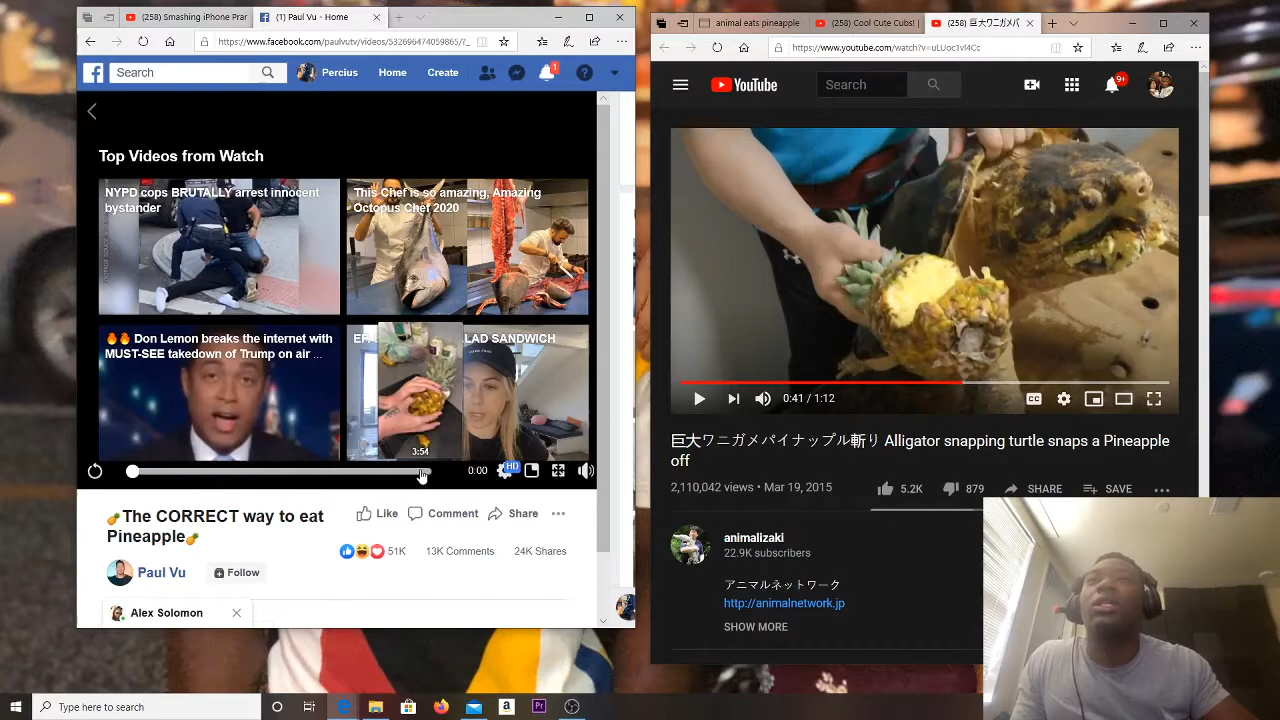 (258) Smashing iPhone Prar
(1) Paul Vu - Home
https://www.facebook.com/paulvutv/videos/532696474059865/?
Search
Percius
Home
Create
1
Top Videos from Watch
NYPD cops BRUTALLY arrest innocent
bystander
This Chef is so amazing, Amazing
Octopus Chef 2020
🔥🔥 Don Lemon breaks the internet with
MUST-SEE takedown of Trump on air ...
LAD SANDWICH
3:54
0:00
HD
🍍The CORRECT way to eat
Pineapple🍍
Like
Comment
Share
51K
13K Comments
24K Shares
Paul Vu
Follow
Alex Solomon
animal eats pineapple
(258) Cool Cute Cubs!
(258) 巨大ワニガメパ
https://www.youtube.com/watch?v=uLUoc1vl4Cc
YouTube
Search
9+
0:41 / 1:12
CC
巨大ワニガメパイナップル斬り Alligator snapping turtle snaps a Pineapple
off
2,110,042 views • Mar 19, 2015
5.2K
879
SHARE
SAVE
animalizaki
22.9K subscribers
アニマルネットワーク
http://animalnetwork.jp
SHOW MORE
Type here to search
a
Pr